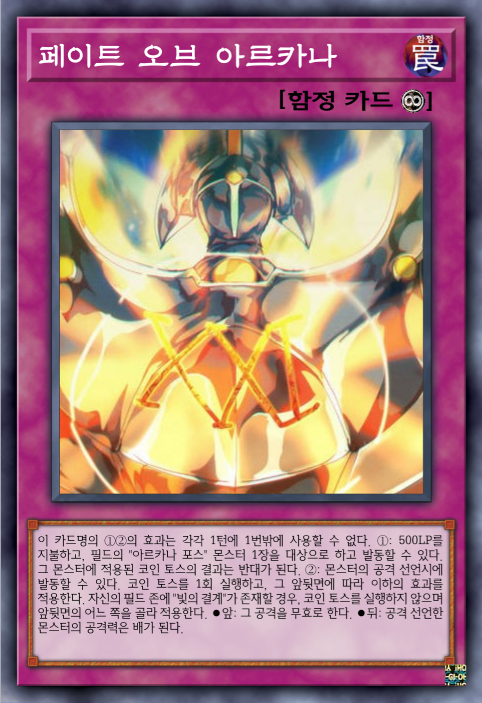 페이트 오브 아르카나
함정
罠
[함정 카드 ♾]
XXI
이 카드명의 ①②의 효과는 각각 1턴에 1번밖에 사용할 수 없다. ①: 500LP를
지불하고, 필드의 "아르카나 포스" 몬스터 1장을 대상으로 하고 발동할 수 있다.
그 몬스터에 적용된 코인 토스의 결과는 반대가 된다. ②: 몬스터의 공격 선언시에
발동할 수 있다. 코인 토스를 1회 실행하고, 그 앞뒷면에 따라 이하의 효과를
적용한다. 자신의 필드 존에 "빛의 결계"가 존재할 경우, 코인 토스를 실행하지 않으며
앞뒷면의 어느 쪽을 골라 적용한다. ●앞: 그 공격을 무효로 한다. ●뒤: 공격 선언한
몬스터의 공격력은 배가 된다.